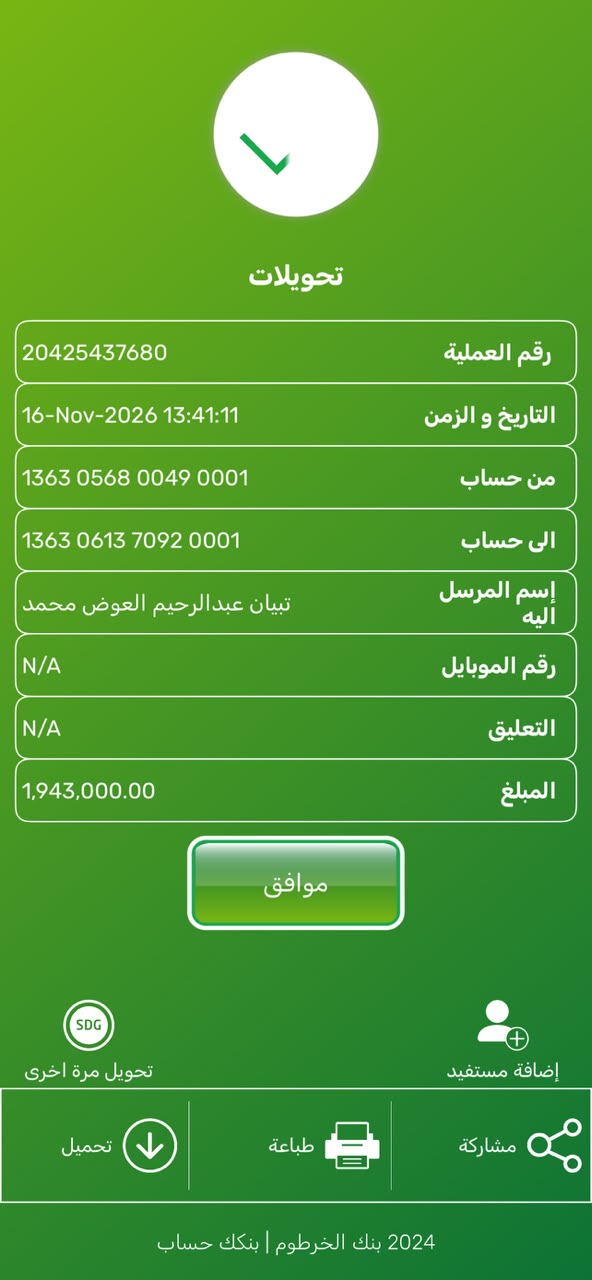 تحويلات
رقم العملية 20425437680
التاريخ و الزمن 16-Nov-2026 13:41:11
من حساب 1363 0568 0049 0001
الى حساب 1363 0613 7092 0001
إسم المرسل
اليه
تبيان عبدالرحيم العوض محمد
رقم الموبايل N/A
التعليق N/A
المبلغ 1,943,000.00
موافق
SDG
إضافة مستفيد
تحويل مرة اخرى
مشاركة
طباعة
تحميل
2024 بنك الخرطوم | بنكك حساب